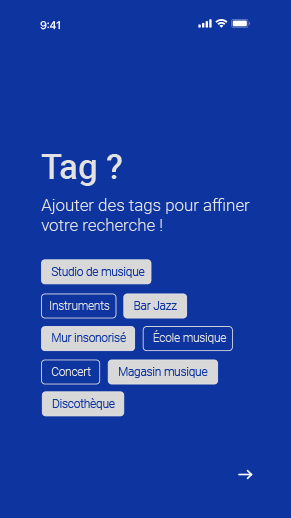 9:41
Tag ?
Ajouter des tags pour affiner
votre recherche !
Studio de musique
Instruments
Bar Jazz
Mur insonorisé
École musique
Concert
Magasin musique
Discothèque